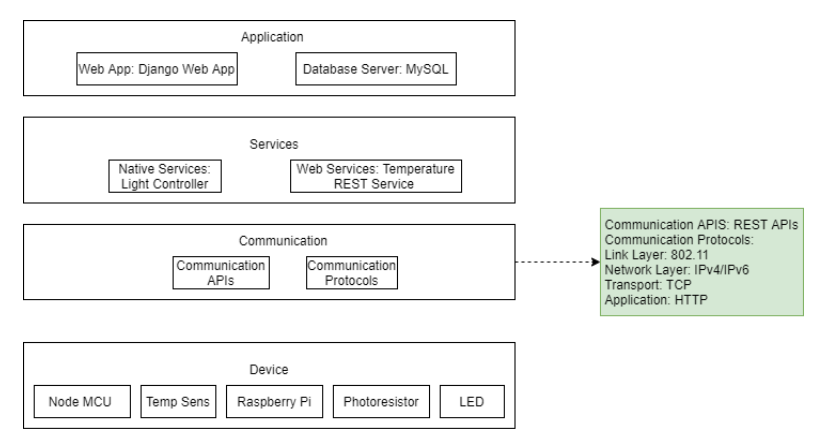 Application
Web App: Django Web App
Database Server: MySQL
Services
Native Services:
Light Controller
Web Services: Temperature
REST Service
Communication
Communication
APIs
Communication
Protocols
Communication APIS: REST APIs
Communication Protocols:
Link Layer: 802.11
Network Layer: IPv4/IPv6
Transport: TCP
Application: HTTP
Device
Node MCU
Temp Sens
Raspberry Pi
Photoresistor
LED